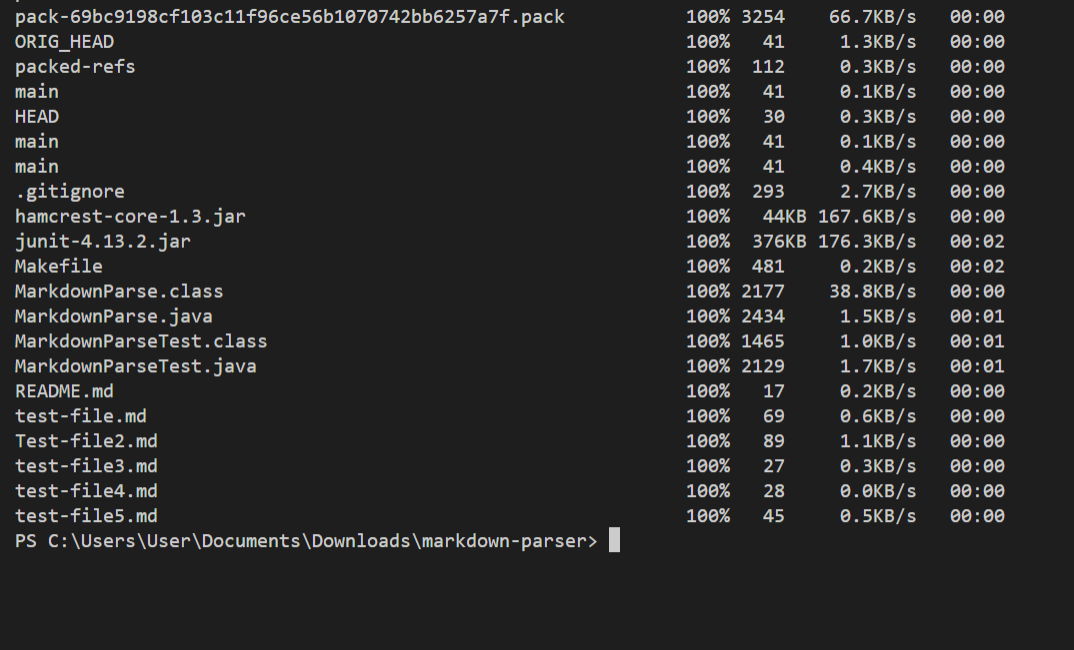 pack-69bc9198cf103c11f96ce56b1070742bb6257a7f.pack 100% 3254 66.7KB/s 00:00
ORIG_HEAD 100% 41 1.3KB/s 00:00
packed-refs 100% 112 0.3KB/s 00:00
main 100% 41 0.1KB/s 00:00
HEAD 100% 30 0.3KB/s 00:00
main 100% 41 0.1KB/s 00:00
main 100% 41 0.4KB/s 00:00
.gitignore 100% 293 2.7KB/s 00:00
hamcrest-core-1.3.jar 100% 44KB 167.6KB/s 00:00
junit-4.13.2.jar 100% 376KB 176.3KB/s 00:02
Makefile 100% 481 0.2KB/s 00:02
MarkdownParse.class 100% 2177 38.8KB/s 00:00
MarkdownParse.java 100% 2434 1.5KB/s 00:01
MarkdownParseTest.class 100% 1465 1.0KB/s 00:01
MarkdownParseTest.java 100% 2129 1.7KB/s 00:01
README.md 100% 17 0.2KB/s 00:00
test-file.md 100% 69 0.6KB/s 00:00
Test-file2.md 100% 89 1.1KB/s 00:00
test-file3.md 100% 27 0.3KB/s 00:00
test-file4.md 100% 28 0.0KB/s 00:00
test-file5.md 100% 45 0.5KB/s 00:00
PS C:\Users\User\Documents\Downloads\markdown-parser>